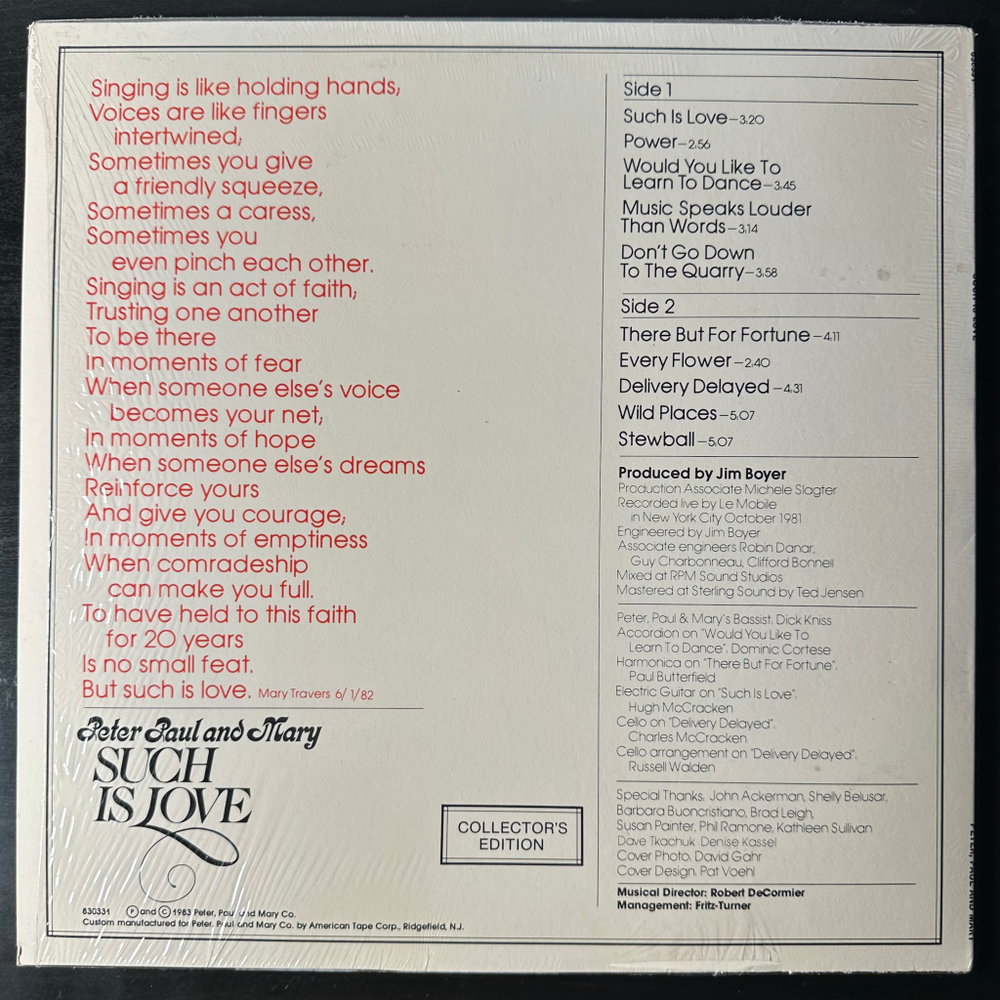 Singing is like holding hands,
Voices are like fingers
intertwined,
Sometimes you give
a friendly squeeze,
Sometimes a caress,
Sometimes you
even pinch each other.
Singing is an act of faith,
Trusting one another
To be there
In moments of fear
When someone else's voice
becomes your net,
In moments of hope
When someone else's dreams
Reinforce yours
And give you courage,
In moments of emptiness
When comradeship
can make you full.
To have held to this faith
for 20 years
Is no small feat.
But such is love. Mary Travers 6/1/82
Peter Paul and Mary
SUCH
IS LOVE
COLLECTOR'S
EDITION
830331 Ⓟ and © 1983 Peter, Paul and Mary Co.
Custom manufactured for Peter, Paul and Mary Co. by American Tape Corp., Ridgefield, N.J.
Side 1
Such Is Love–3:20
Power–2:56
Would You Like To
Learn To Dance–3:45
Music Speaks Louder
Than Words–3:14
Don't Go Down
To The Quarry–3:58
Side 2
There But For Fortune–4:11
Every Flower–2:40
Delivery Delayed–4:31
Wild Places–5:07
Stewball–5:07
Produced by Jim Boyer
Production Associate Michele Slagter
Recorded live by Le Mobile
in New York City October 1981
Engineered by Jim Boyer
Associate engineers Robin Danar,
Guy Charbonneau, Clifford Bonnell
Mixed at RPM Sound Studios
Mastered at Sterling Sound by Ted Jensen
Peter, Paul & Mary's Bassist: Dick Kniss
Accordion on "Would You Like To
Learn To Dance": Dominic Cortese
Harmonica on "There But For Fortune":
Paul Butterfield
Electric Guitar on "Such Is Love":
Hugh McCracken
Cello on "Delivery Delayed":
Charles McCracken
Cello arrangement on "Delivery Delayed":
Russell Walden
Special Thanks: John Ackerman, Shelly Belusar,
Barbara Buoncristiano, Brad Leigh,
Susan Painter, Phil Ramone, Kathleen Sullivan
Dave Tkachuk Denise Kassel
Cover Photo: David Gahr
Cover Design: Pat Voehl
Musical Director: Robert DeCormier
Management: Fritz-Turner
PETER, PAUL AND MARY